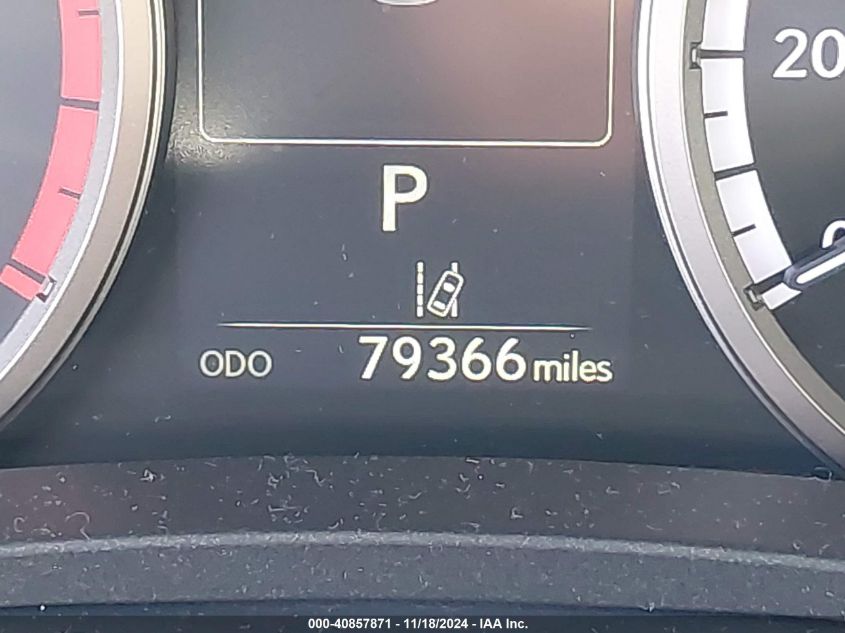 20
P
ODO 79366 miles
000-40857871 - 11/18/2024 - IAA Inc.